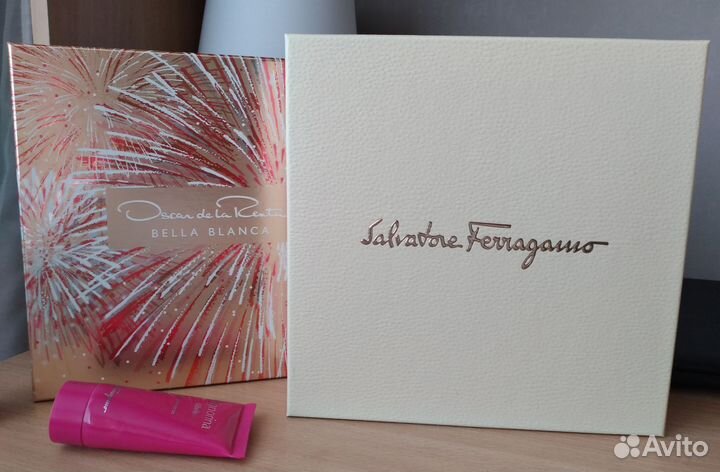 Oscar de la Renta
BELLA BLANCA
Salvatore Ferragamo
Avito